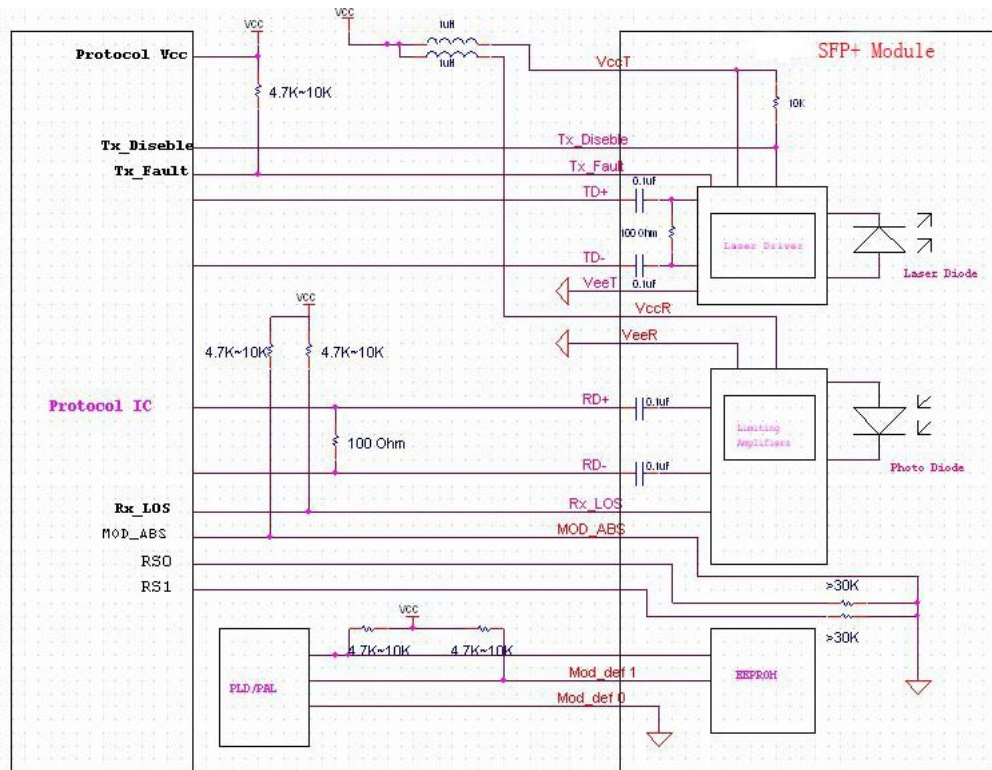 VCC
VCC
1uH
1uH
SFP+ Module
Protocol Vcc
VccT
4.7K~10K
10K
Tx_Diseble
Tx_Diseble
Tx_Fault
Tx_Fault
0.1uf
TD+
100 Ohm
Laser Driver
TD-
Laser Diode
VeeT
0.1uf
VCC
VccR
VeeR
4.7K~10K
4.7K~10K
Protocol IC
RD+
0.1uf
Limiting
Amplifiers
100 Ohm
RD-
0.1uf
Photo Diode
Rx_LOS
Rx_LOS
MOD_ABS
MOD_ABS
RS0
RS1
>30K
VCC
>30K
4.7K~10K
4.7K~10K
Mod_def 1
PLD/PAL
EEPROM
Mod_def 0